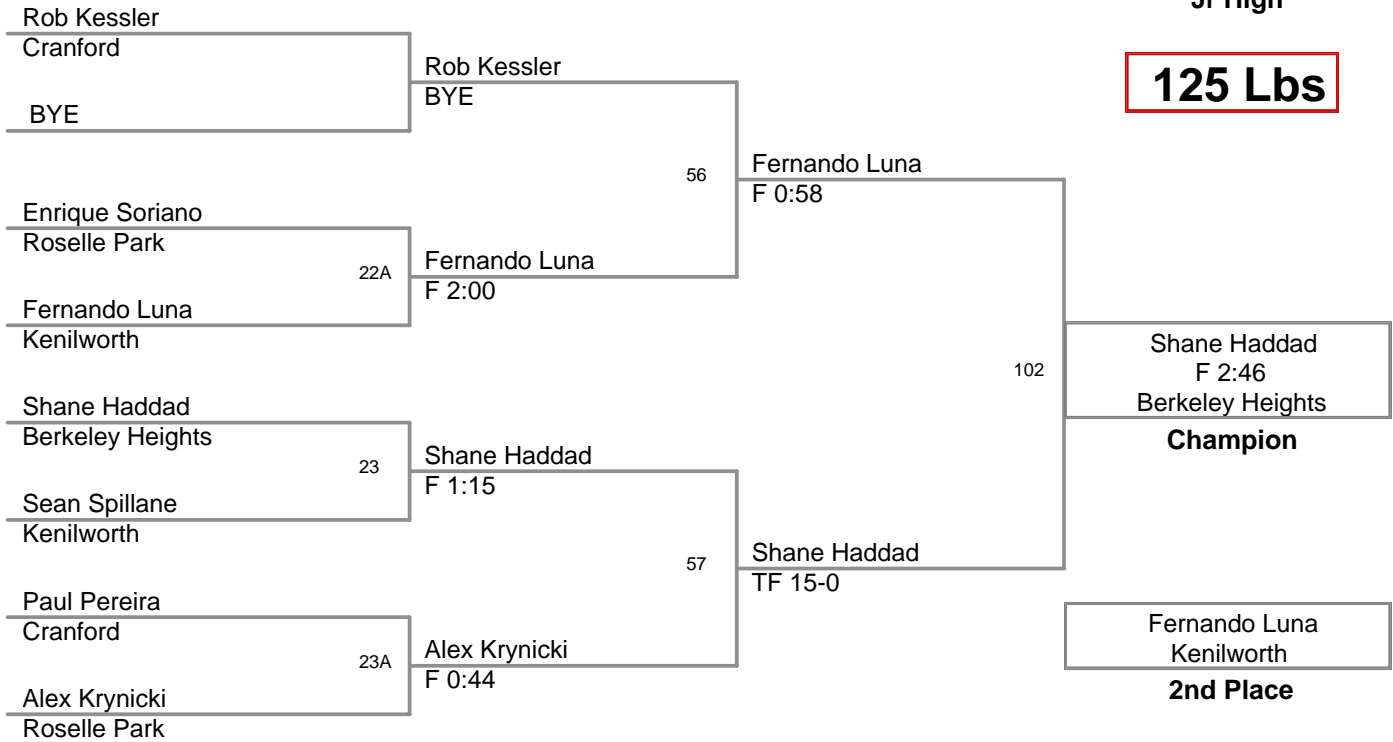 Jr High
125 Lbs
Rob Kessler
Cranford
BYE
Enrique Soriano
Roselle Park
22A
Fernando Luna
Kenilworth
Shane Haddad
Berkeley Heights
23
Sean Spillane
Kenilworth
Paul Pereira
Cranford
23A
Alex Krynicki
Roselle Park
Rob Kessler
BYE
56
Fernando Luna
F 2:00
Shane Haddad
F 1:15
57
Alex Krynicki
F 0:44
Fernando Luna
F 0:58
102
Shane Haddad
TF 15-0
Shane Haddad
F 2:46
Berkeley Heights
Champion
Fernando Luna
Kenilworth
2nd Place